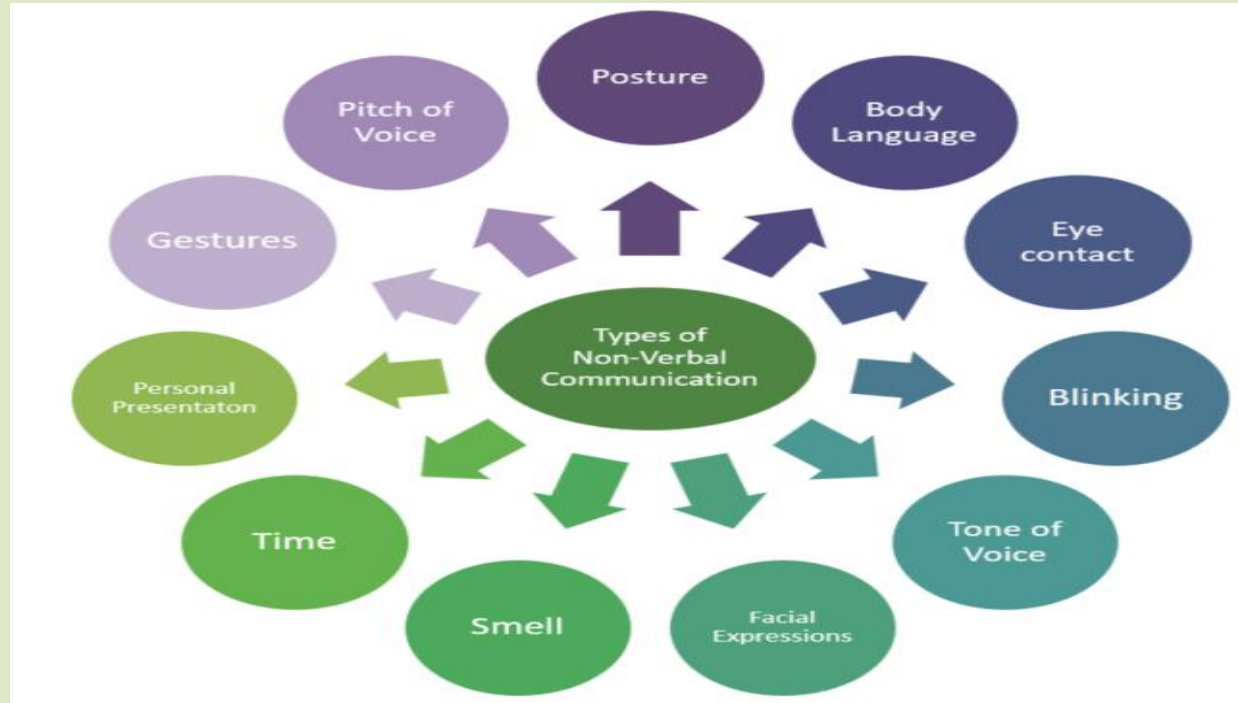 Posture
Body
Language
Eye
contact
Blinking
Tone of
Voice
Facial
Expressions
Smell
Time
Personal
Presentaton
Gestures
Pitch of
Voice
Types of
Non-Verbal
Communication